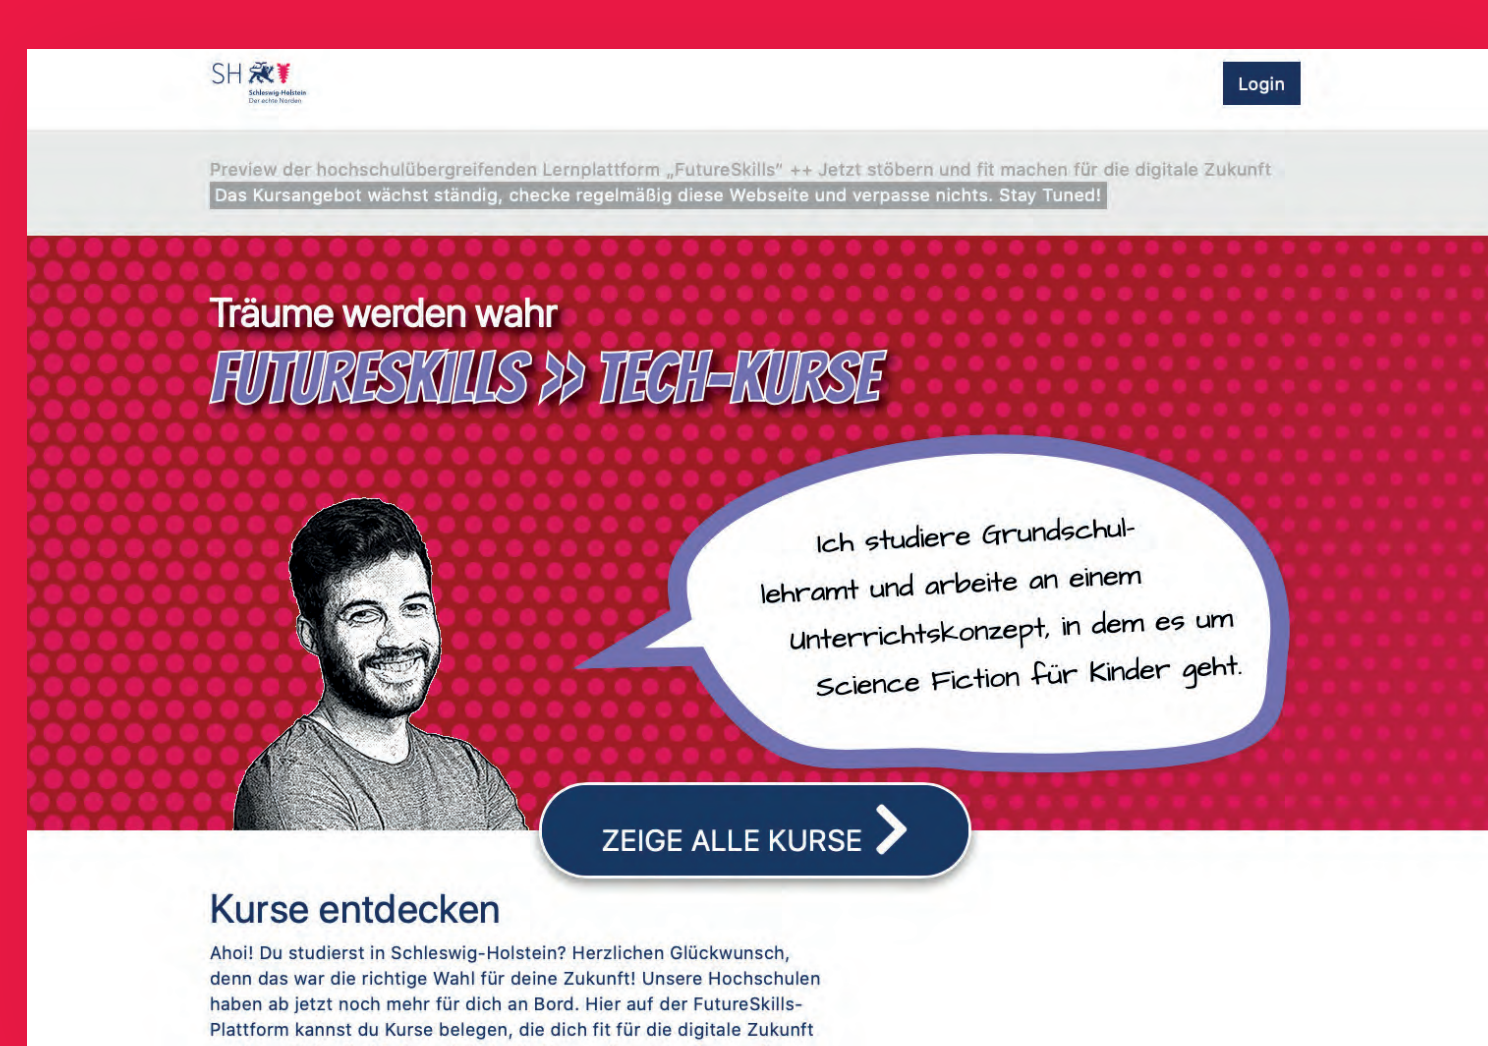 SH
Schleswig-Holstein
Der echte Norden
Login
Preview der hochschulübergreifenden Lernplattform „FutureSkills“ ++ Jetzt stöbern und fit machen für die digitale Zukunft
Das Kursangebot wächst ständig, checke regelmäßig diese Webseite und verpasse nichts. Stay Tuned!
Träume werden wahr
FUTURESKILLS >> TECH-KURSE
Ich studiere Grundschul-
lehramt und arbeite an einem
Unterrichtskonzept, in dem es um
Science Fiction für Kinder geht.
ZEIGE ALLE KURSE
Kurse entdecken
Ahoi! Du studierst in Schleswig-Holstein? Herzlichen Glückwunsch,
denn das war die richtige Wahl für deine Zukunft! Unsere Hochschulen
haben ab jetzt noch mehr für dich an Bord. Hier auf der FutureSkills-
Plattform kannst du Kurse belegen, die dich fit für die digitale Zukunft